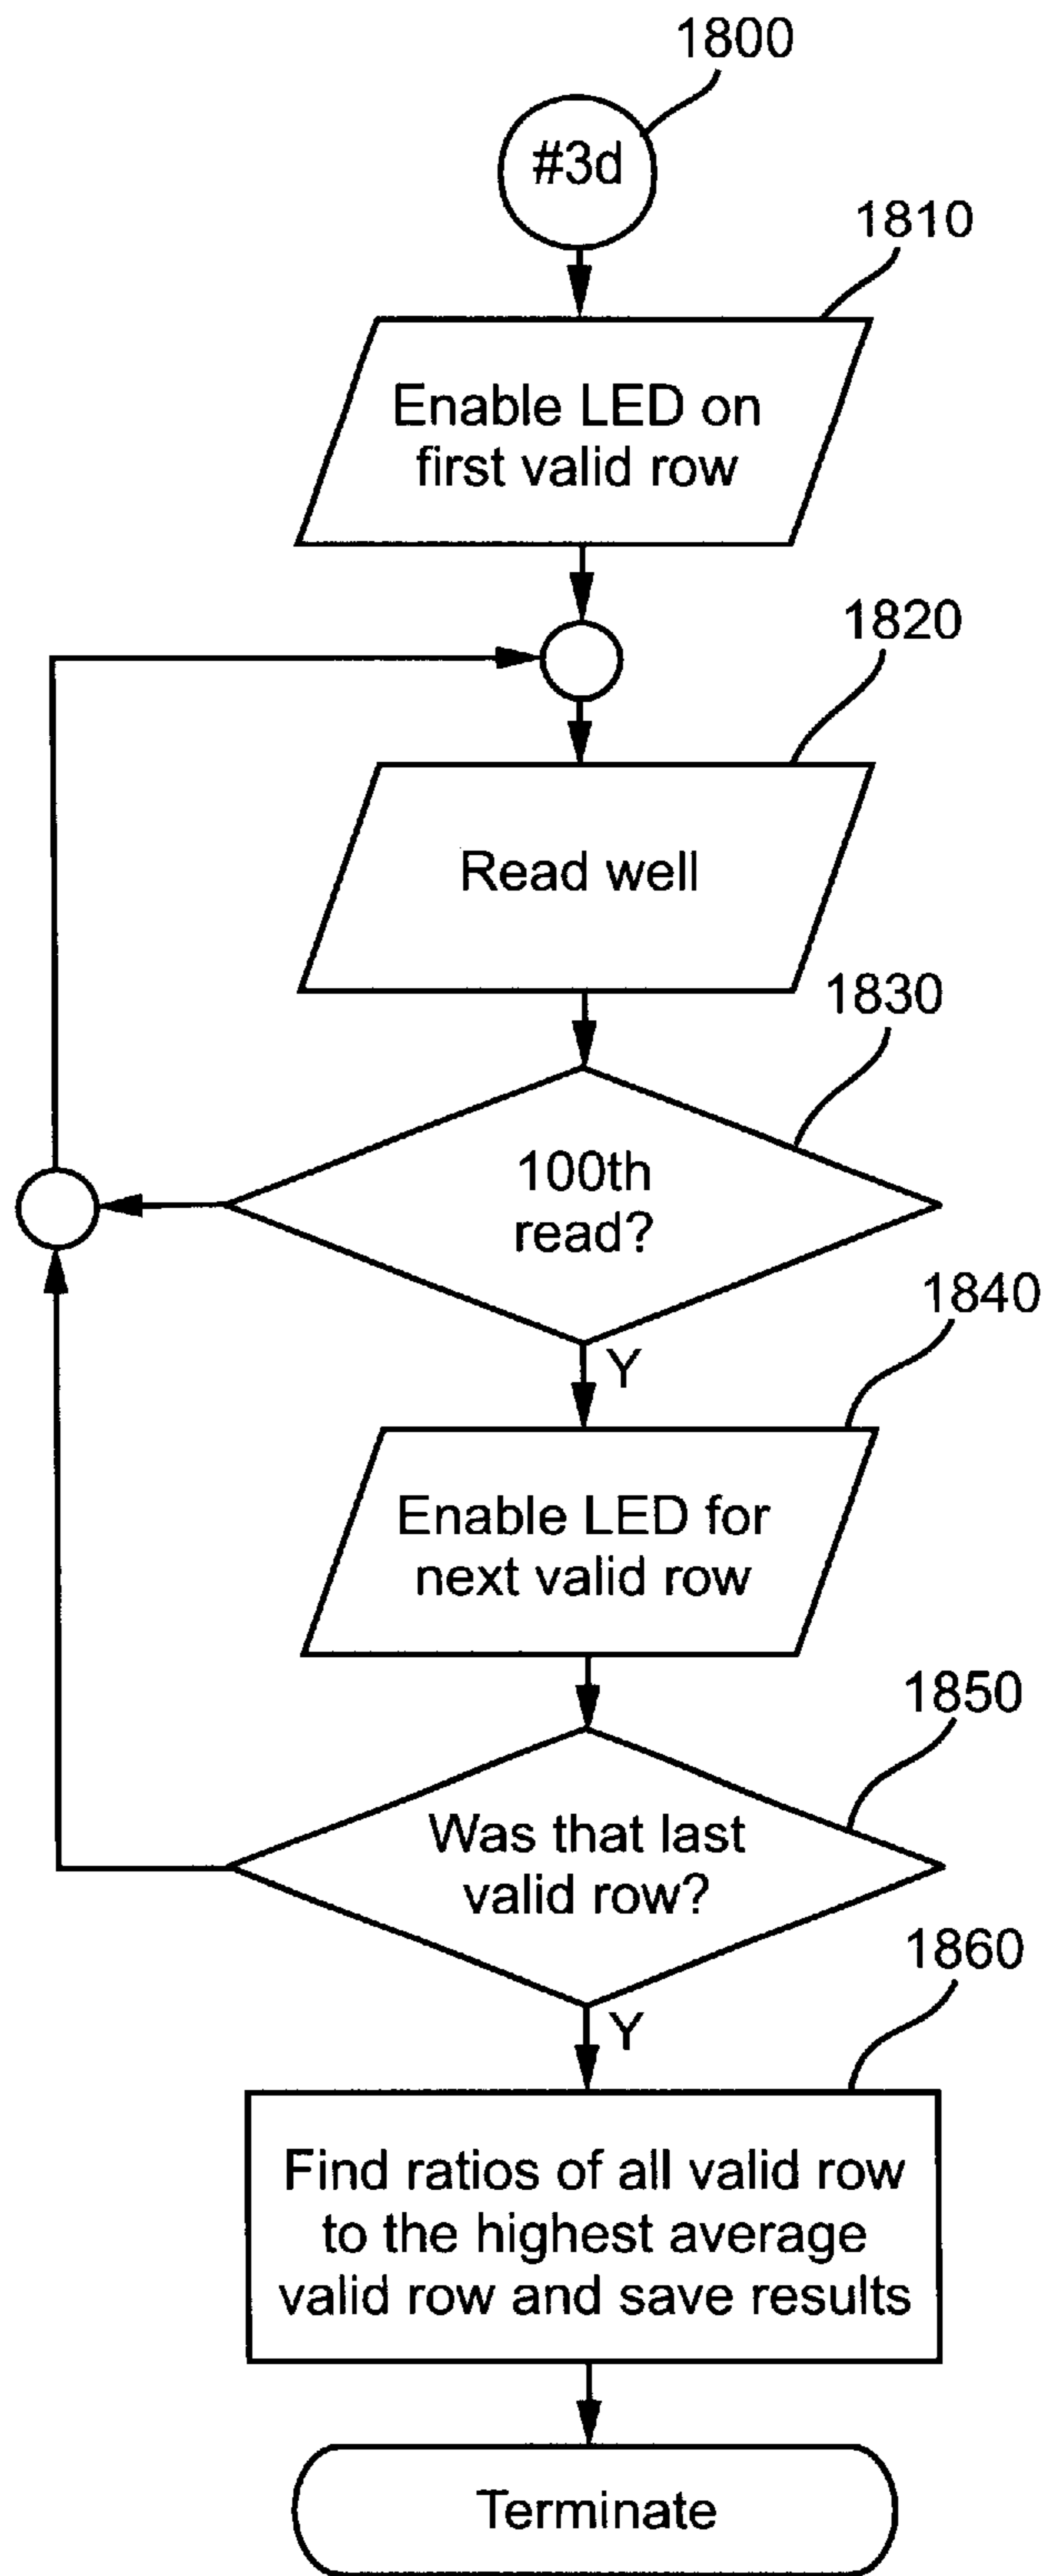 1800
#3d
1810
Enable LED on
first valid row
1820
Read well
1830
100th
read?
1840
Y
Enable LED for
next valid row
1850
Was that last
valid row?
1860
Y
Find ratios of all valid row
to the highest average
valid row and save results
Terminate